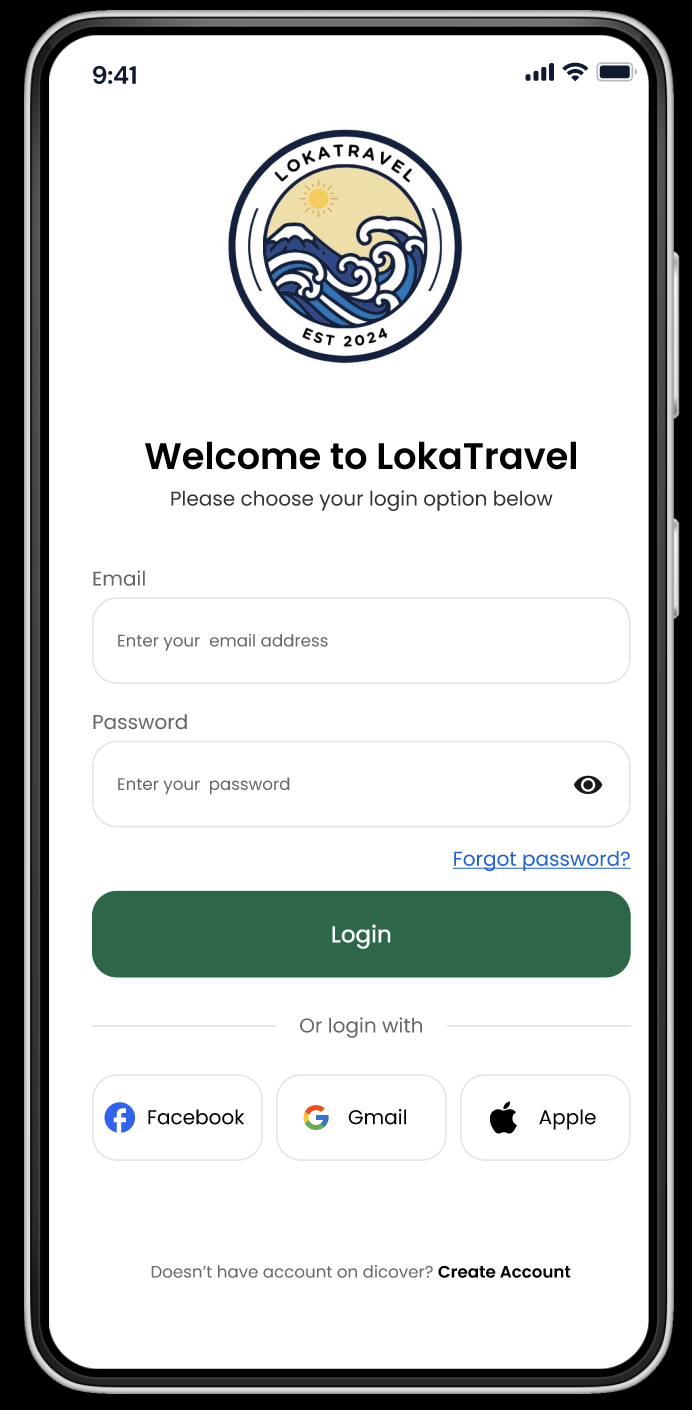 9:41
LOKATRAVEL
EST 2024
Welcome to LokaTravel
Please choose your login option below
Email
Enter your  email address
Password
Enter your  password
Forgot password?
Login
Or login with
Facebook
Gmail
Apple
Doesn’t have account on dicover? Create Account